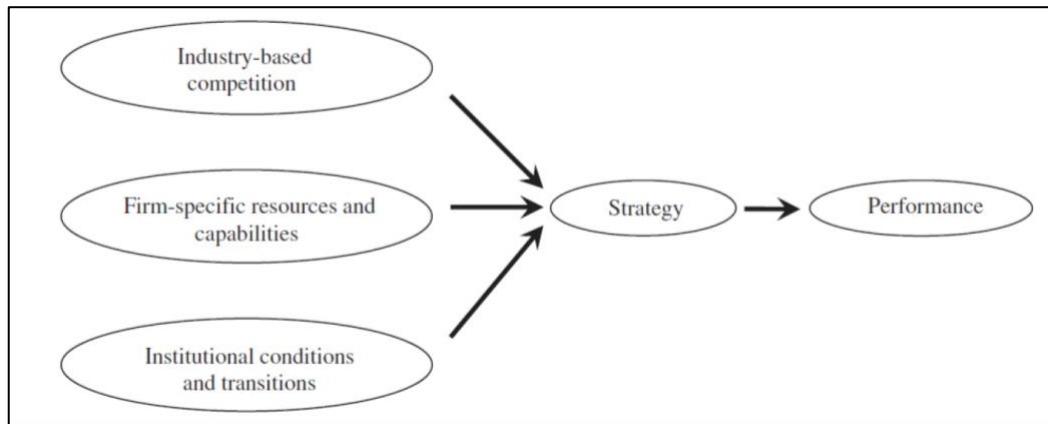 Industry-based
competition
Firm-specific resources and
capabilities
Strategy
Performance
Institutional conditions
and transitions